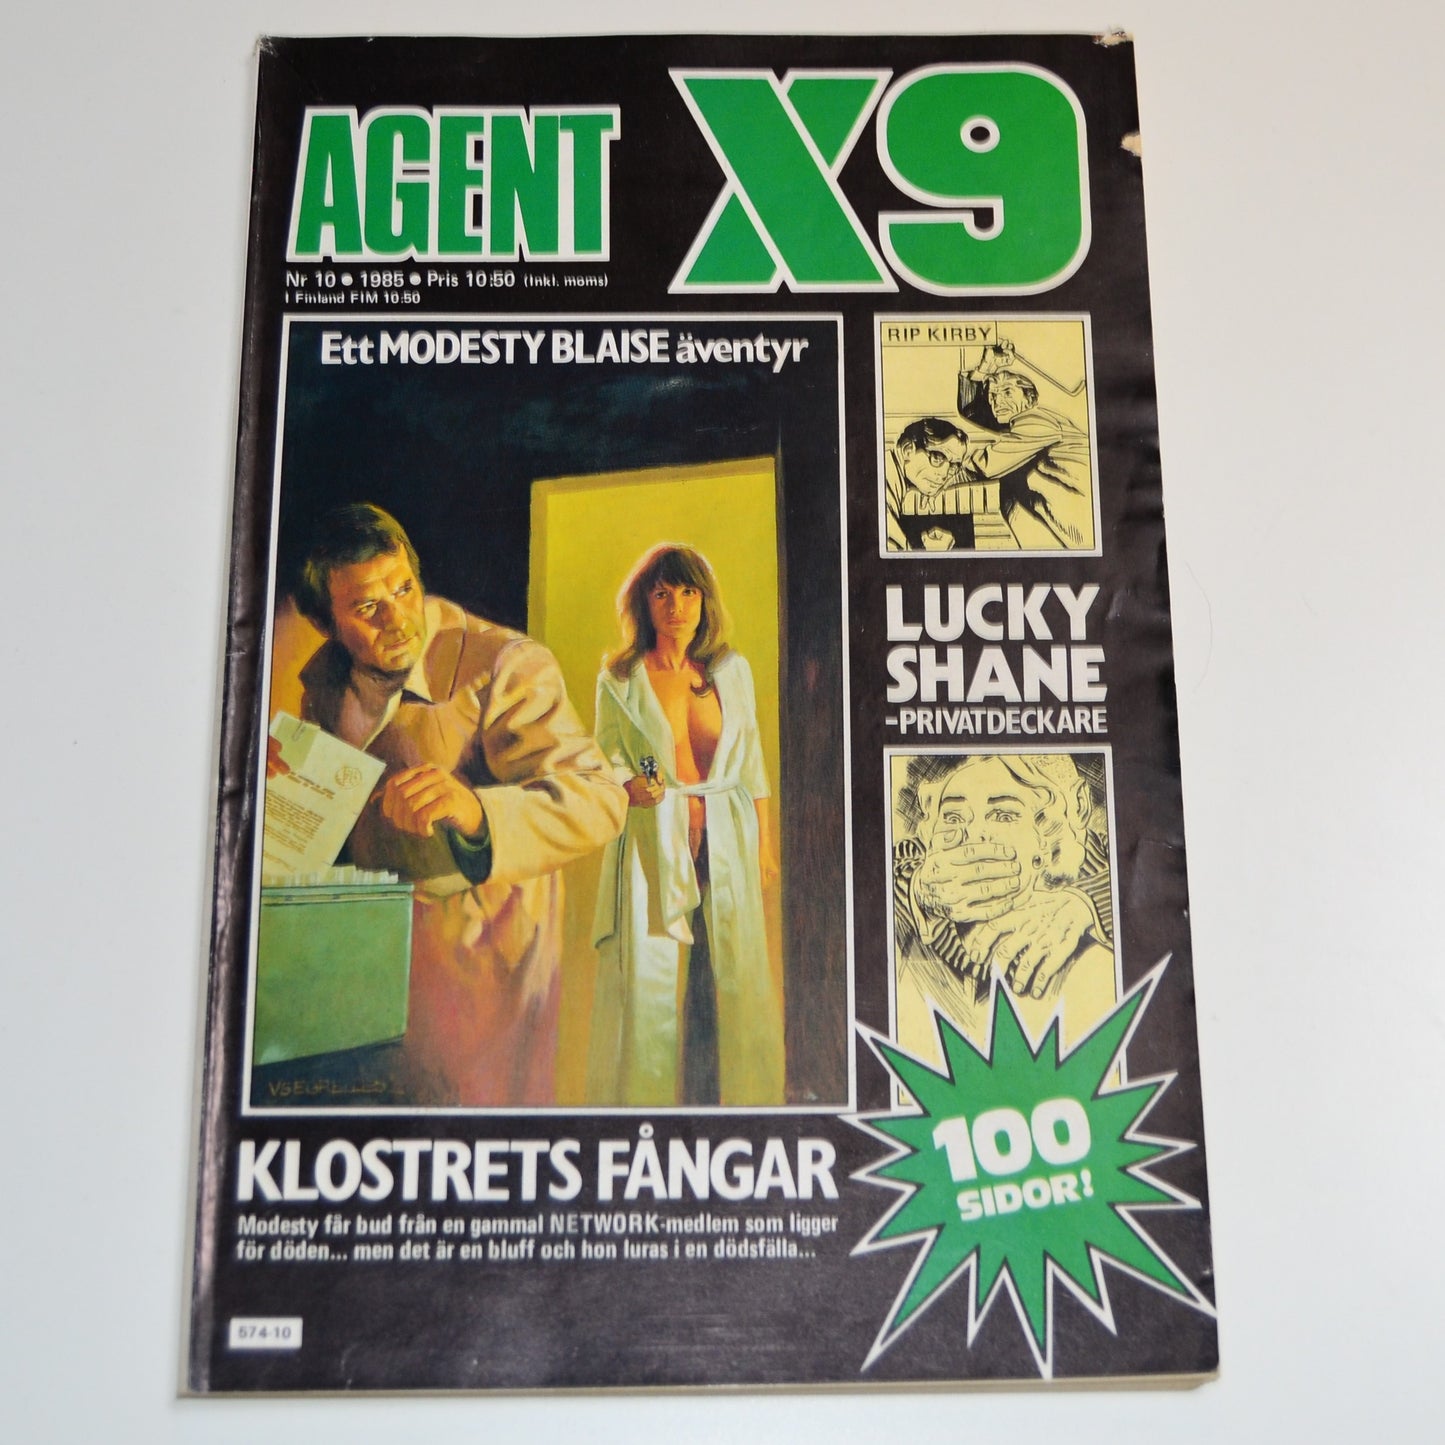 AGENT X9
Nr 10 • 1985 • Pris 10:50 (Inkl. moms)
I Finland FIM 10:50
Ett MODESTY BLAISE äventyr
RIP KIRBY
LUCKY
SHANE
-PRIVATDECKARE
100
SIDOR!
KLOSTRETS FÅNGAR
Modesty får bud från en gammal NETWORK-medlem som ligger
för döden... men det är en bluff och hon luras i en dödsfälla...
574-10